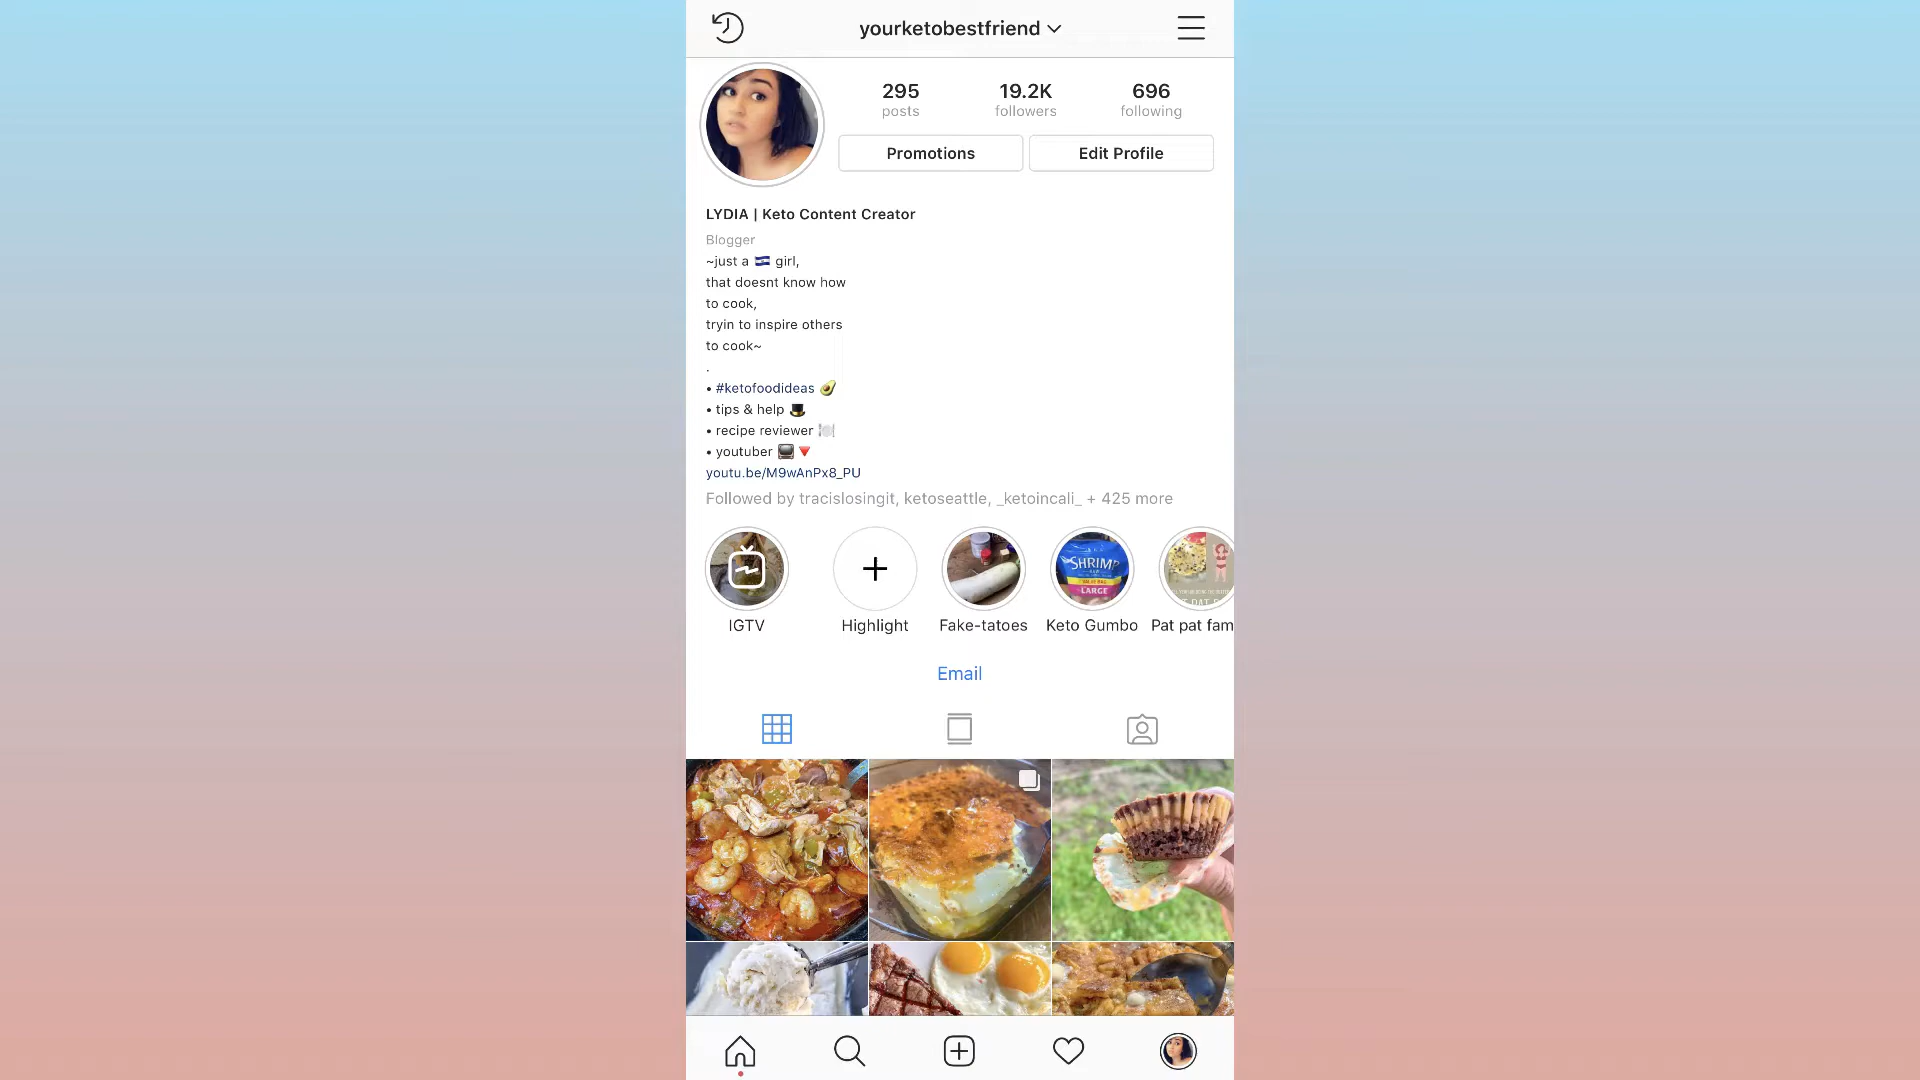 yourketobestfriend
295 19.2K 696
posts followers following
Promotions Edit Profile
LYDIA | Keto Content Creator
Blogger
~just a 🇸🇻 girl,
that doesnt know how
to cook,
tryin to inspire others
to cook~
.
• #ketofoodideas 🥑
• tips & help 🎩
• recipe reviewer 🍽
• youtuber 📺🔻
youtu.be/M9wAnPx8_PU
Followed by tracislosingit, ketoseattle, _ketoincali_ + 425 more
SHRIMP
LARGE
IGTV Highlight Fake-tatoes Keto Gumbo Pat pat fam
Email